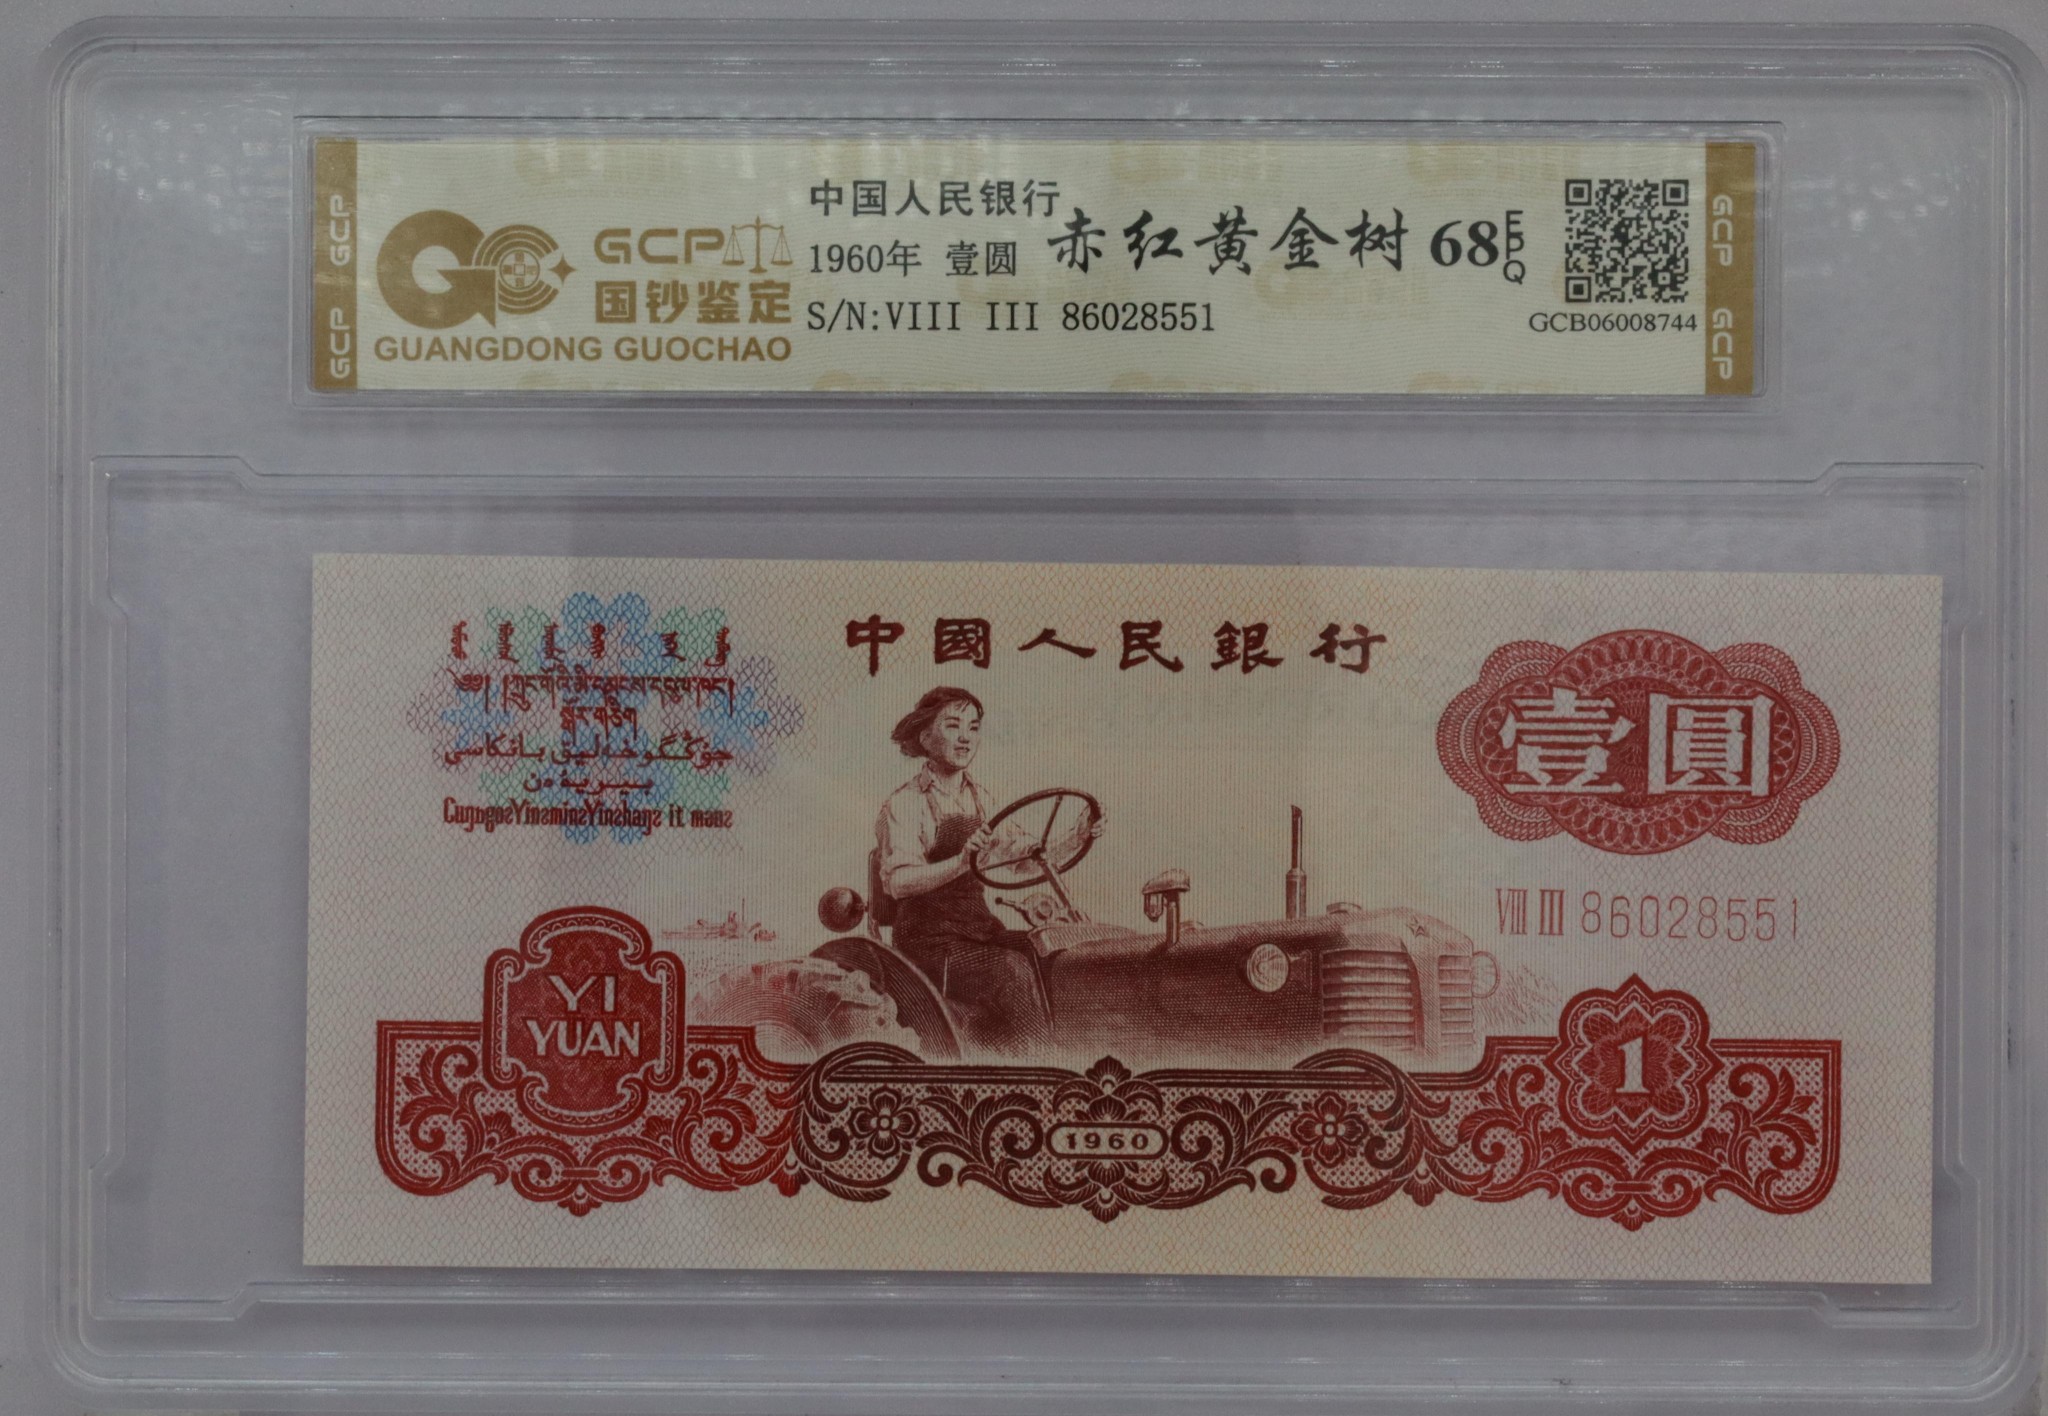 GCP GCP
GCP
国钞鉴定
GUANGDONG GUOCHAO
中国人民银行
1960年 壹圆
赤红黄金树 68 EPQ
S/N:VIII III 86028551
GCB06008744
GCP GCP
中國人民銀行
壹圓
VIII III 86028551
YI
YUAN
1960
1